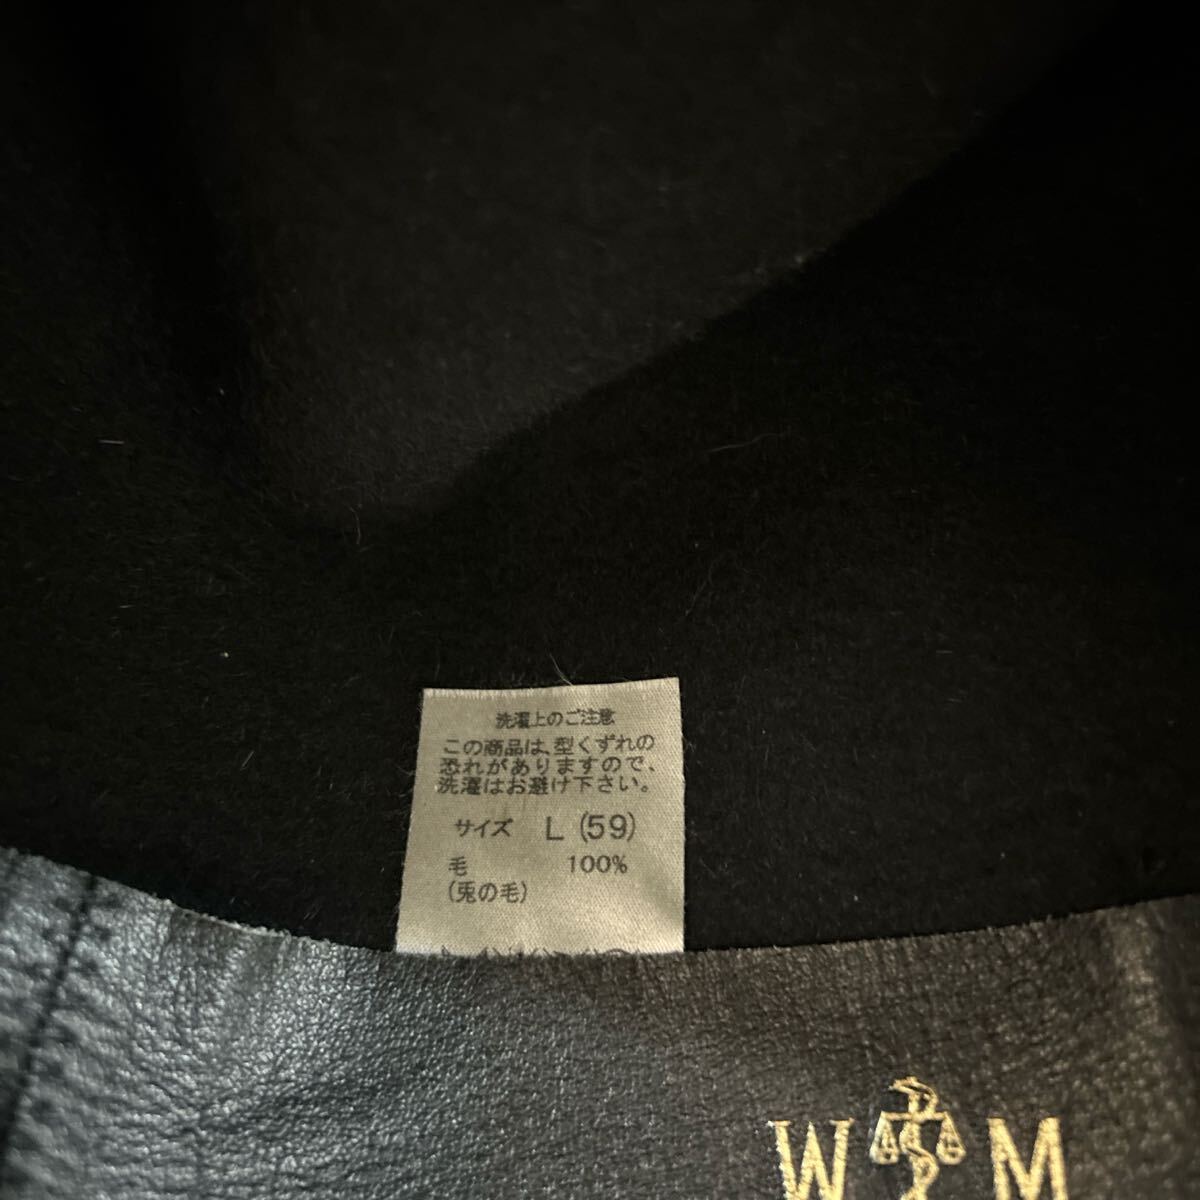 洗濯上のご注意
この商品は、型くずれの
恐れがありますので、
洗濯はお避け下さい。
サイズ L (59)
毛 100%
(兎の毛)
W M